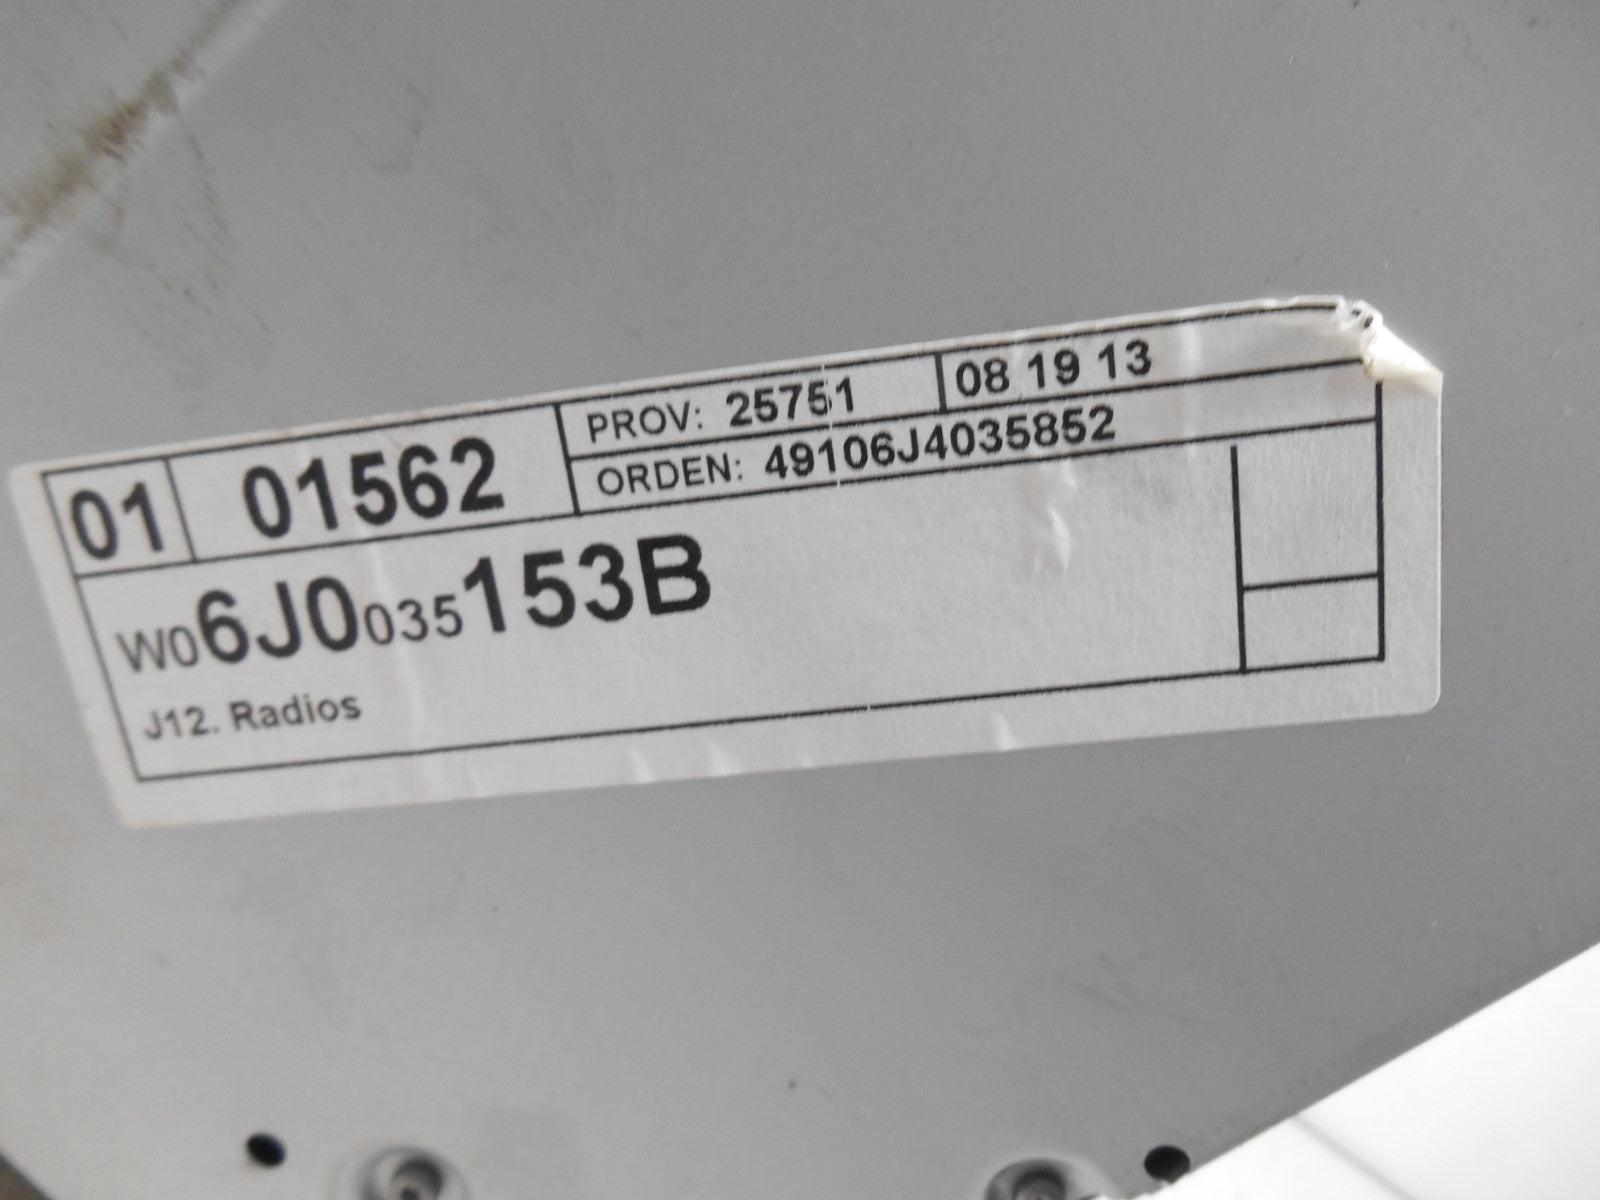 01 01562 PROV: 25751 08 19 13
ORDEN: 49106J4035852
W06J0035153B
J12. Radios